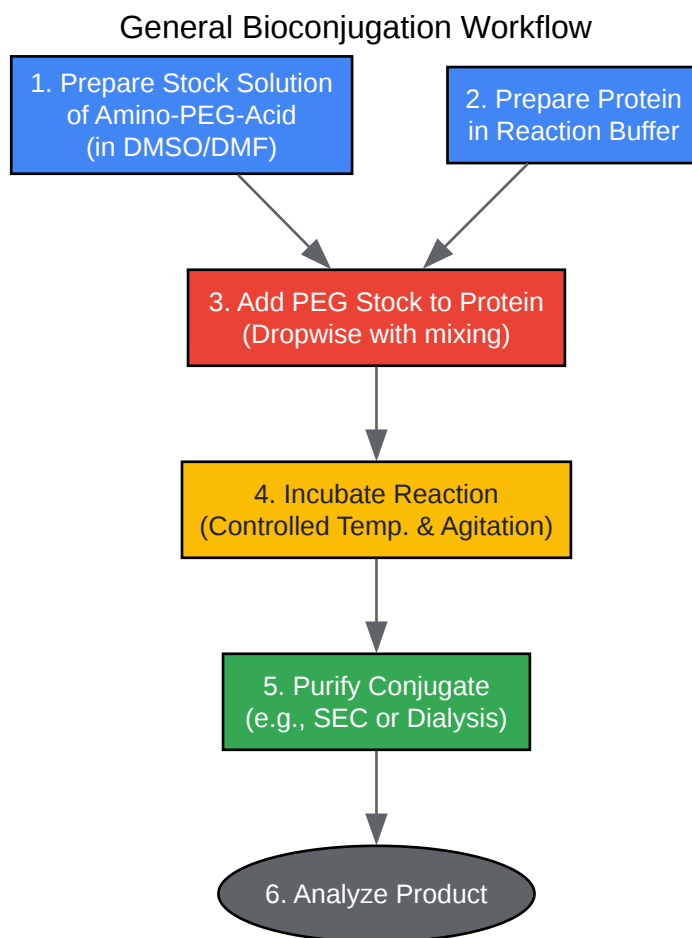 General Bioconjugation Workflow
1. Prepare Stock Solution
of Amino-PEG-Acid
(in DMSO/DMF)
2. Prepare Protein
in Reaction Buffer
3. Add PEG Stock to Protein
(Dropwise with mixing)
4. Incubate Reaction
(Controlled Temp. & Agitation)
5. Purify Conjugate
(e.g., SEC or Dialysis)
6. Analyze Product